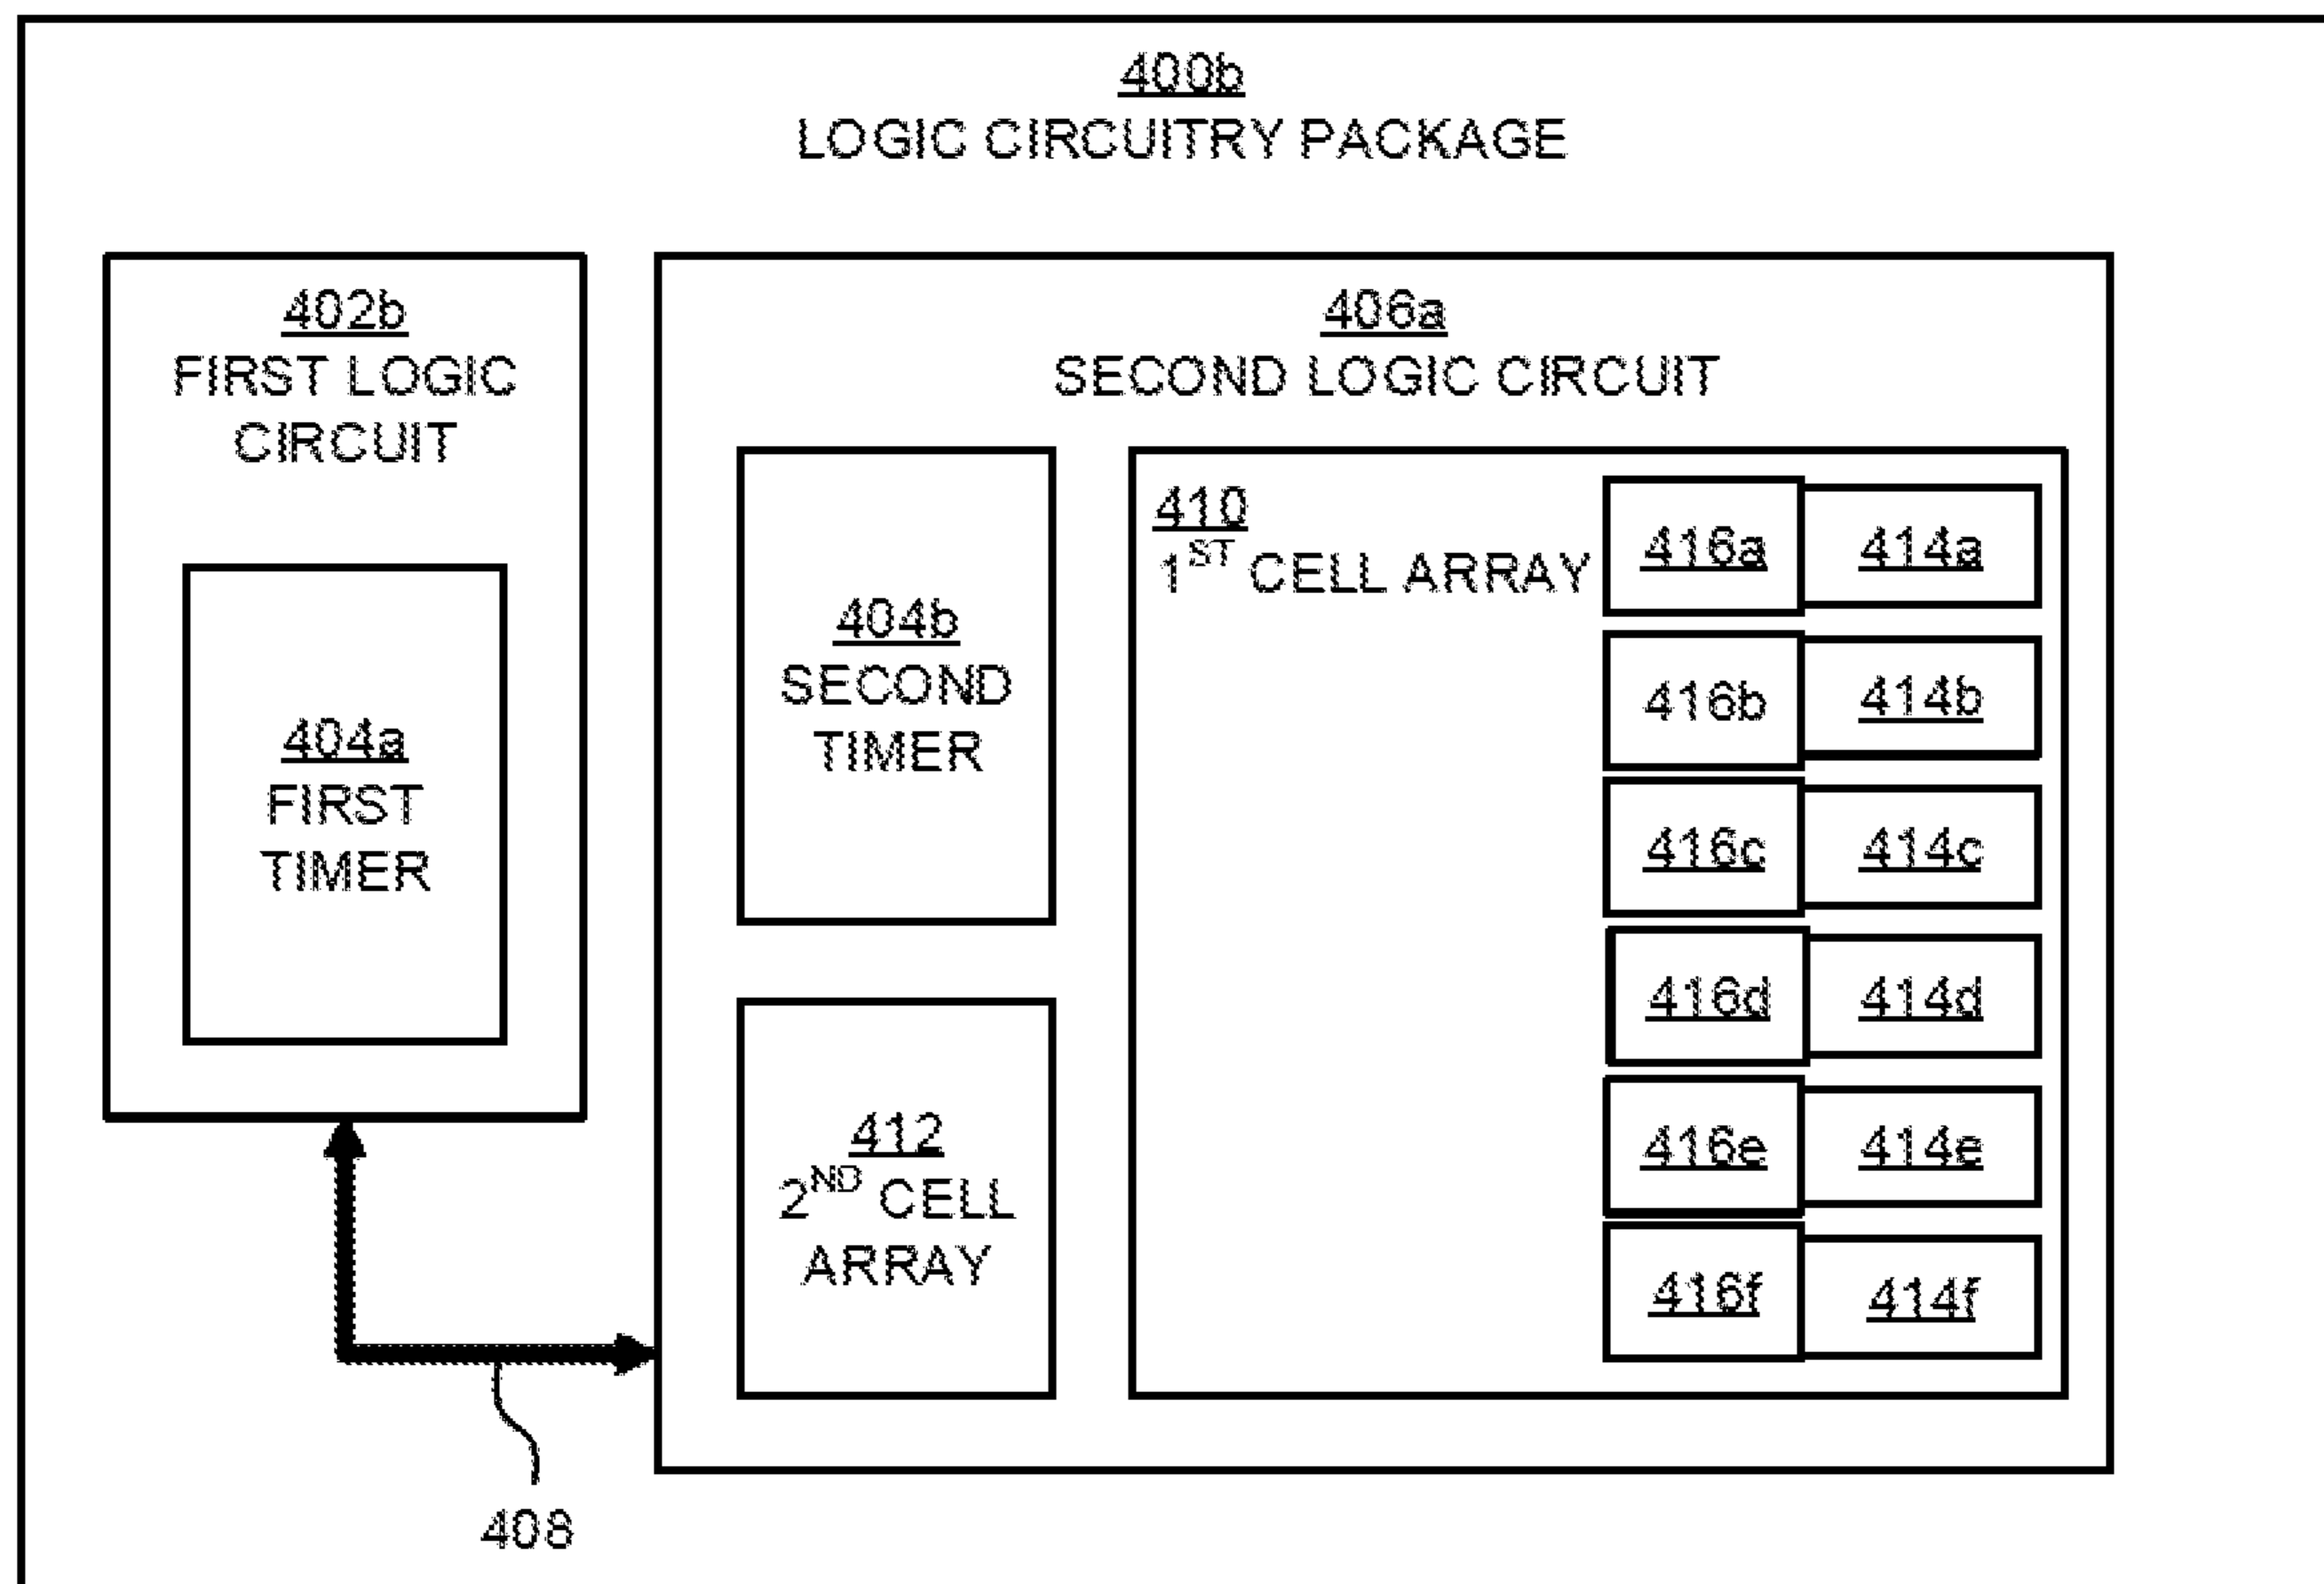 400b
LOGIC CIRCUITRY PACKAGE
402b
FIRST LOGIC
CIRCUIT
404a
FIRST
TIMER
406a
SECOND LOGIC CIRCUIT
404b
SECOND
TIMER
412
2ND CELL
ARRAY
410
1ST CELL ARRAY
416a 414a
416b 414b
416c 414c
416d 414d
416e 414e
416f 414f
408